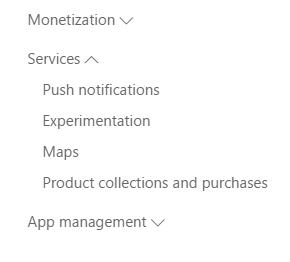 Monetization
Services
Push notifications
Experimentation
Maps
Product collections and purchases
App management